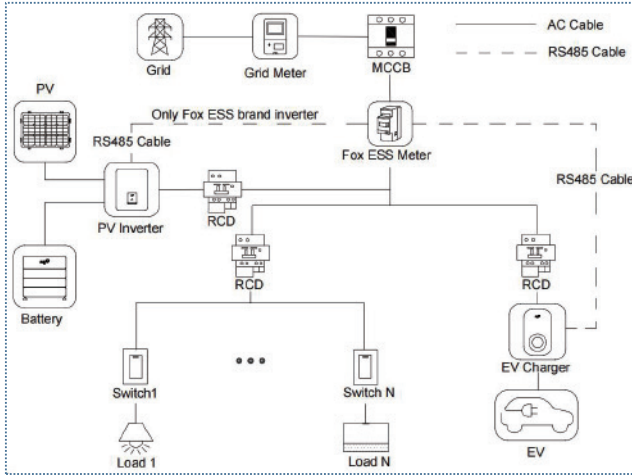 AC Cable
RS485 Cable
Grid
Grid Meter
MCCB
PV
Only Fox ESS brand inverter
RS485 Cable
Fox ESS Meter
RS485 Cable
PV Inverter
RCD
RCD
RCD
Battery
Switch1
Switch N
EV Charger
Load 1
Load N
EV